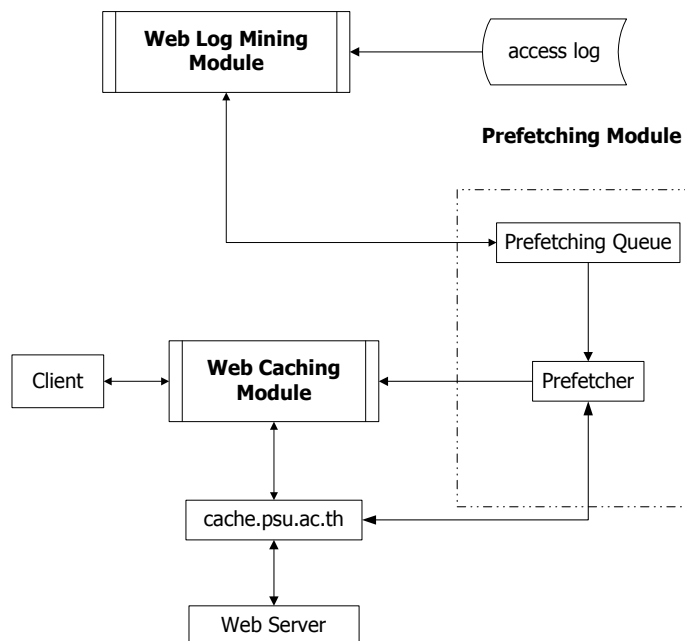 Web Log Mining
Module
access log
Prefetching Module
Prefetching Queue
Client
Web Caching
Module
Prefetcher
cache.psu.ac.th
Web Server